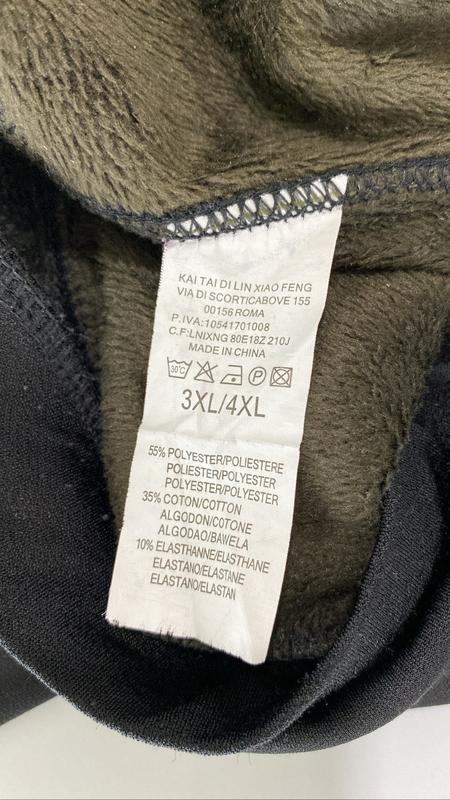 KAI TAI DI LIN XIAO FENG
VIA DI SCORTICABOVE 155
00156 ROMA
P.IVA:10541701008
C.F:LNIXNG 80E18Z 210J
MADE IN CHINA
30°C P
3XL/4XL
55% POLYESTER/POLIESTERE
POLIESTER/POLYESTER
POLYESTER/POLYESTER
35% COTON/COTTON
ALGODON/COTONE
ALGODAO/BAWELA
10% ELASTHANNE/ELASTHANE
ELASTANO/ELASTANE
ELASTANO/ELASTAN